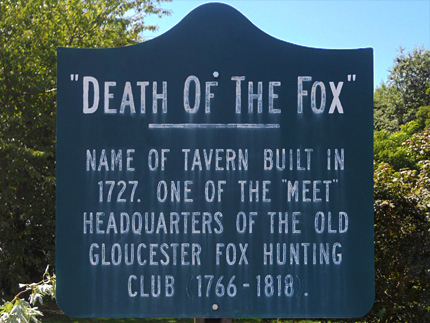 "DEATH OF THE FOX"
NAME OF TAVERN BUILT IN
1727. ONE OF THE "MEET"
HEADQUARTERS OF THE OLD
GLOUCESTER FOX HUNTING
CLUB (1766-1818).